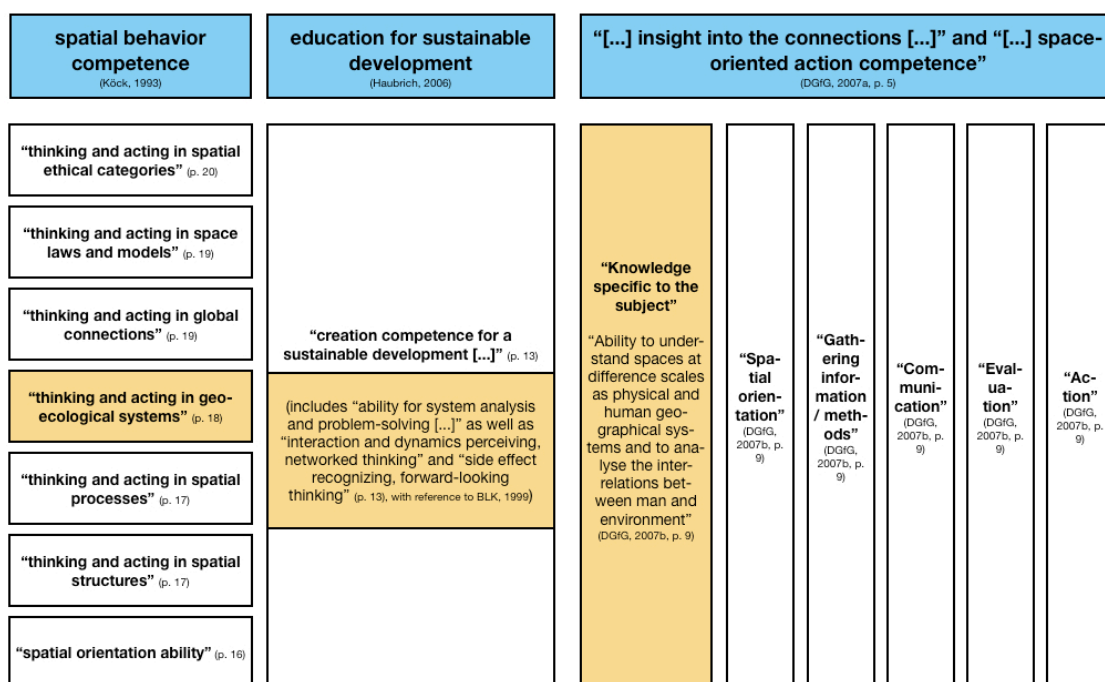 spatial behavior
competence
(Köck, 1993)
education for sustainable
development
(Haubrich, 2006)
“[...] insight into the connections [...]” and “[...] space-
oriented action competence”
(DGfG, 2007a, p. 5)
“thinking and acting in spatial
ethical categories” (p. 20)
“thinking and acting in space
laws and models” (p. 19)
“thinking and acting in global
connections” (p. 19)
“thinking and acting in geo-
ecological systems” (p. 18)
“thinking and acting in spatial
processes” (p. 17)
“thinking and acting in spatial
structures” (p. 17)
“spatial orientation ability” (p. 16)
“creation competence for a
sustainable development [...]” (p. 13)
(includes “ability for system analysis
and problem-solving [...]” as well as
“interaction and dynamics perceiving,
networked thinking” and “side effect
recognizing, forward-looking
thinking” (p. 13), with reference to BLK, 1999)
“Knowledge
specific to the
subject”
“Ability to under-
stand spaces at
difference scales
as physical and
human geo-
graphical sys-
tems and to ana-
lyse the inter-
relations bet-
ween man and
environment”
(DGfG, 2007b, p. 9)
“Spa-
tial
orien-
tation”
(DGfG,
2007b, p.
9)
“Gath-
ering
infor-
mation
/ meth-
ods”
(DGfG,
2007b, p.
9)
“Com-
muni-
cation”
(DGfG,
2007b, p.
9)
“Eval-
ua-
tion”
(DGfG,
2007b, p.
9)
“Ac-
tion”
(DGfG,
2007b, p.
9)